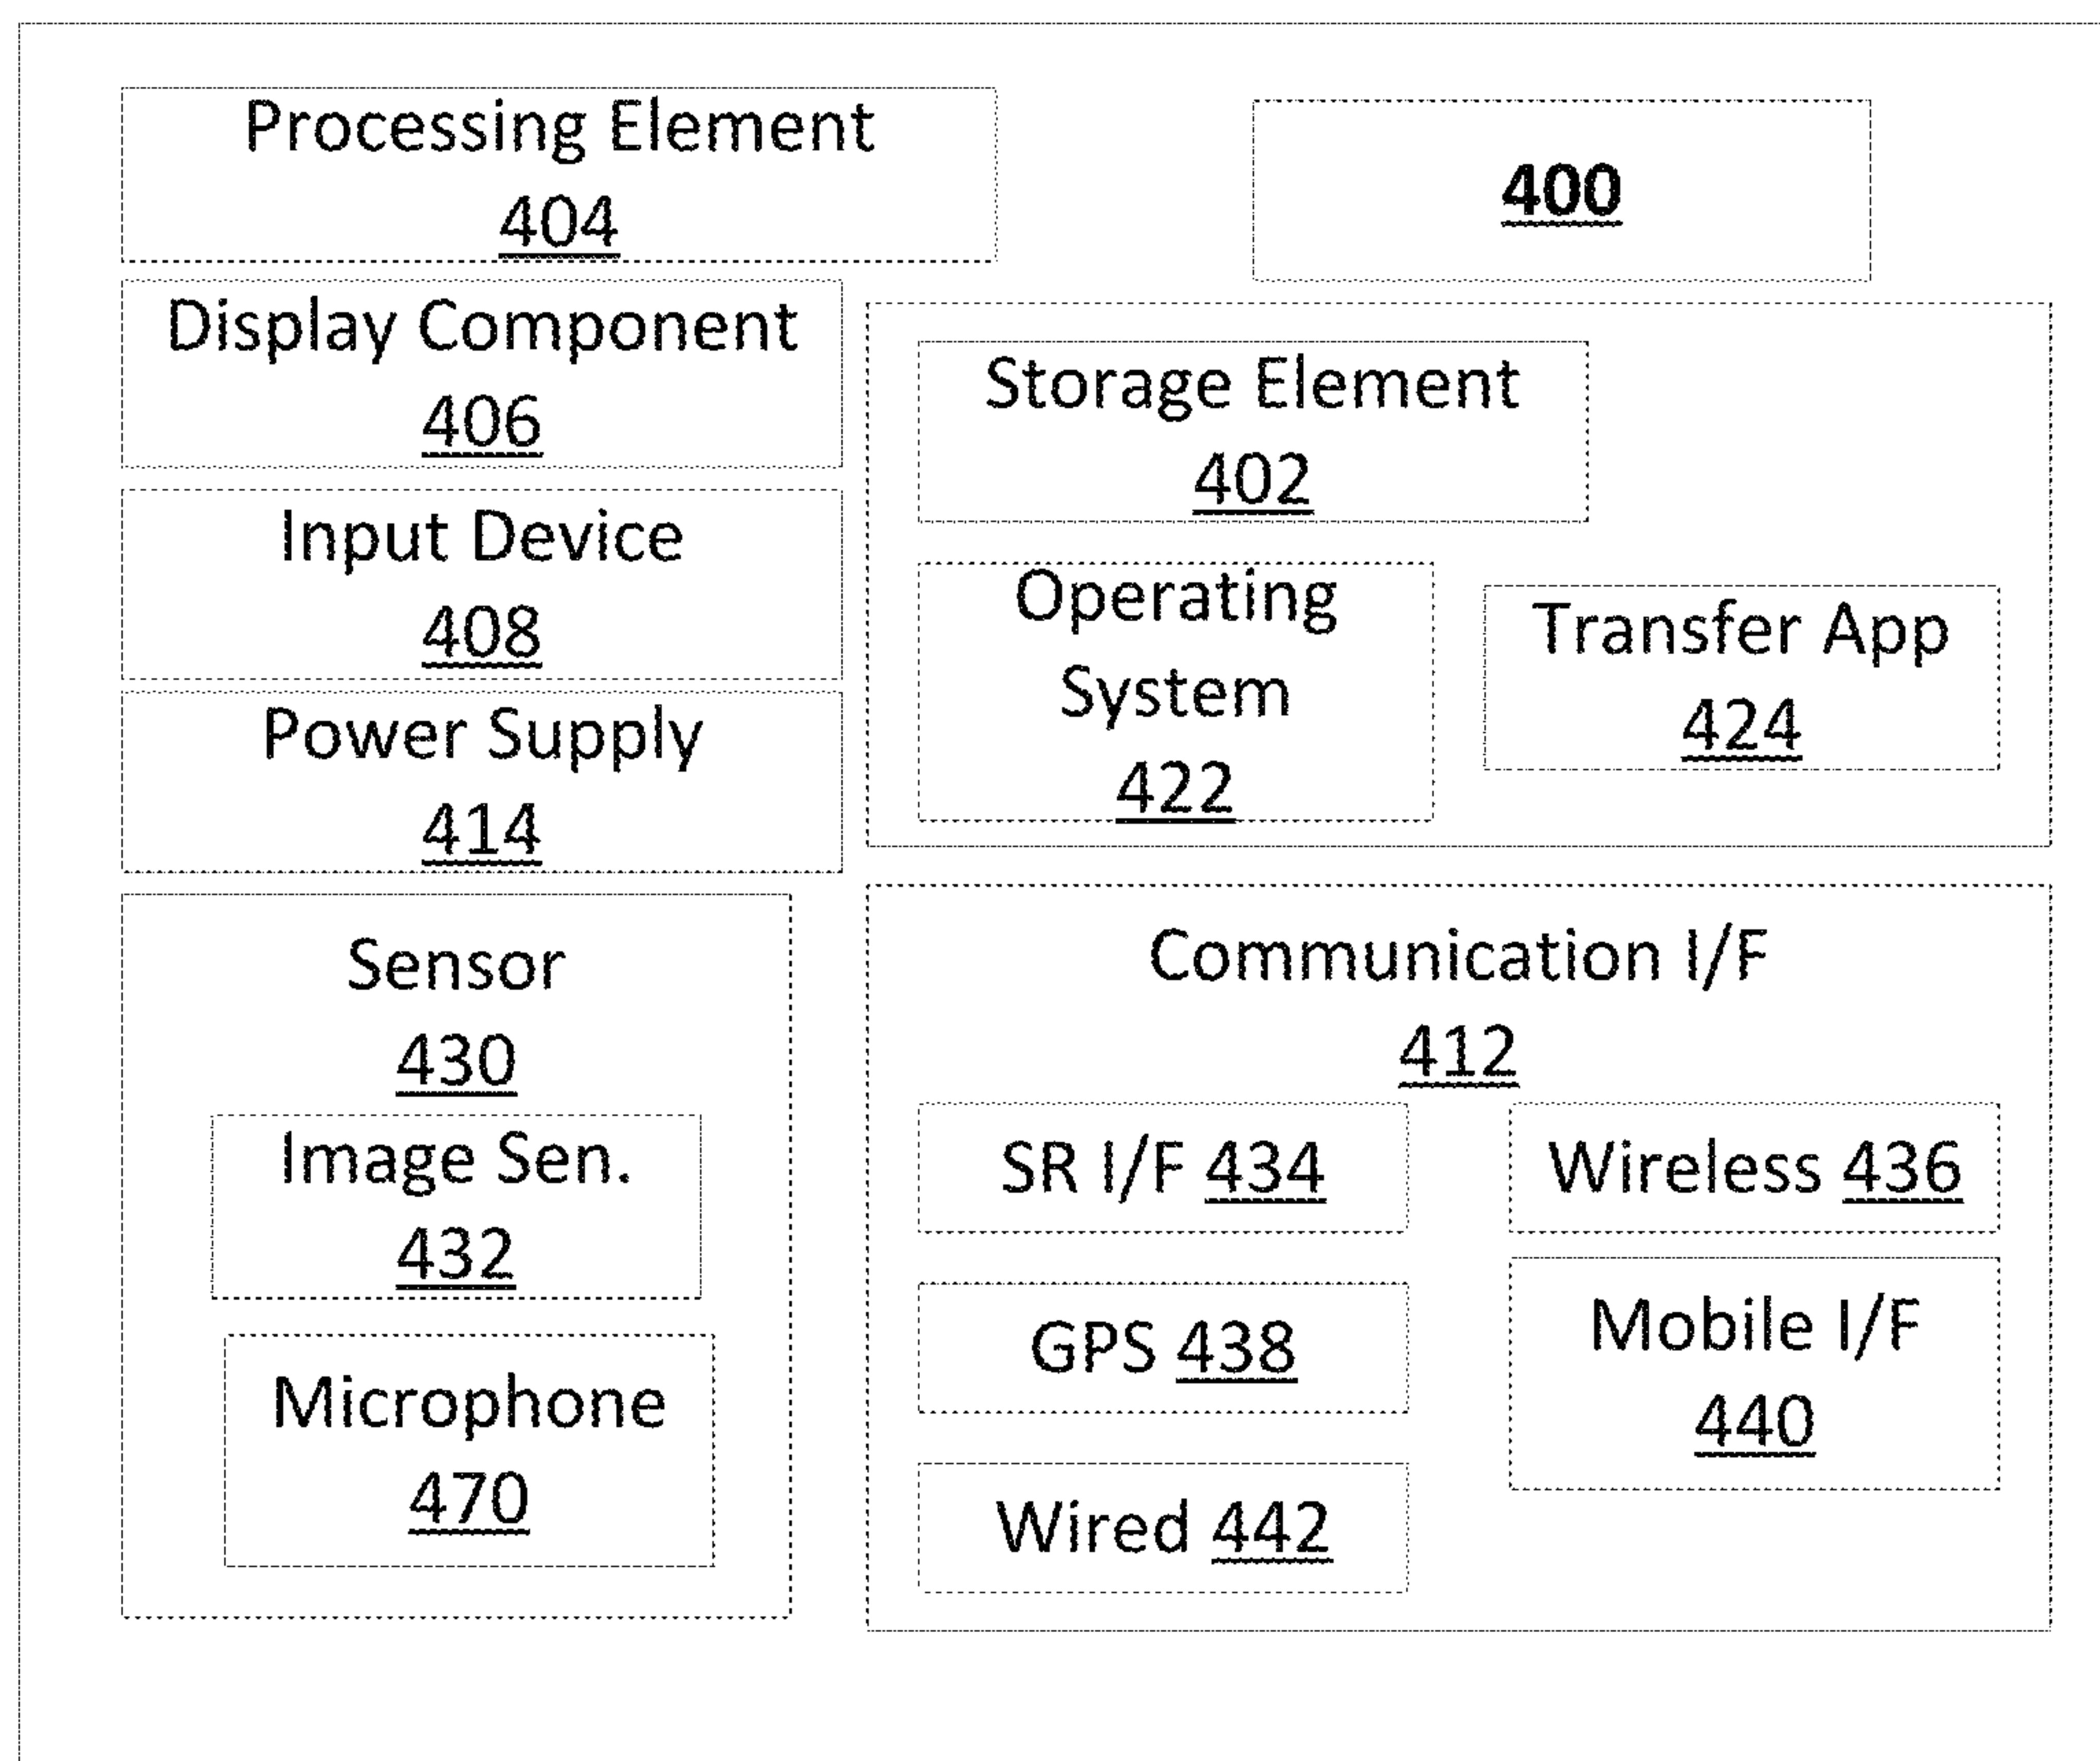 Processing Element
404
400
Display Component
406
Input Device
408
Power Supply
414
Storage Element
402
Operating
System
422
Transfer App
424
Sensor
430
Image Sen.
432
Microphone
470
Communication I/F
412
SR I/F 434
Wireless 436
GPS 438
Mobile I/F
440
Wired 442